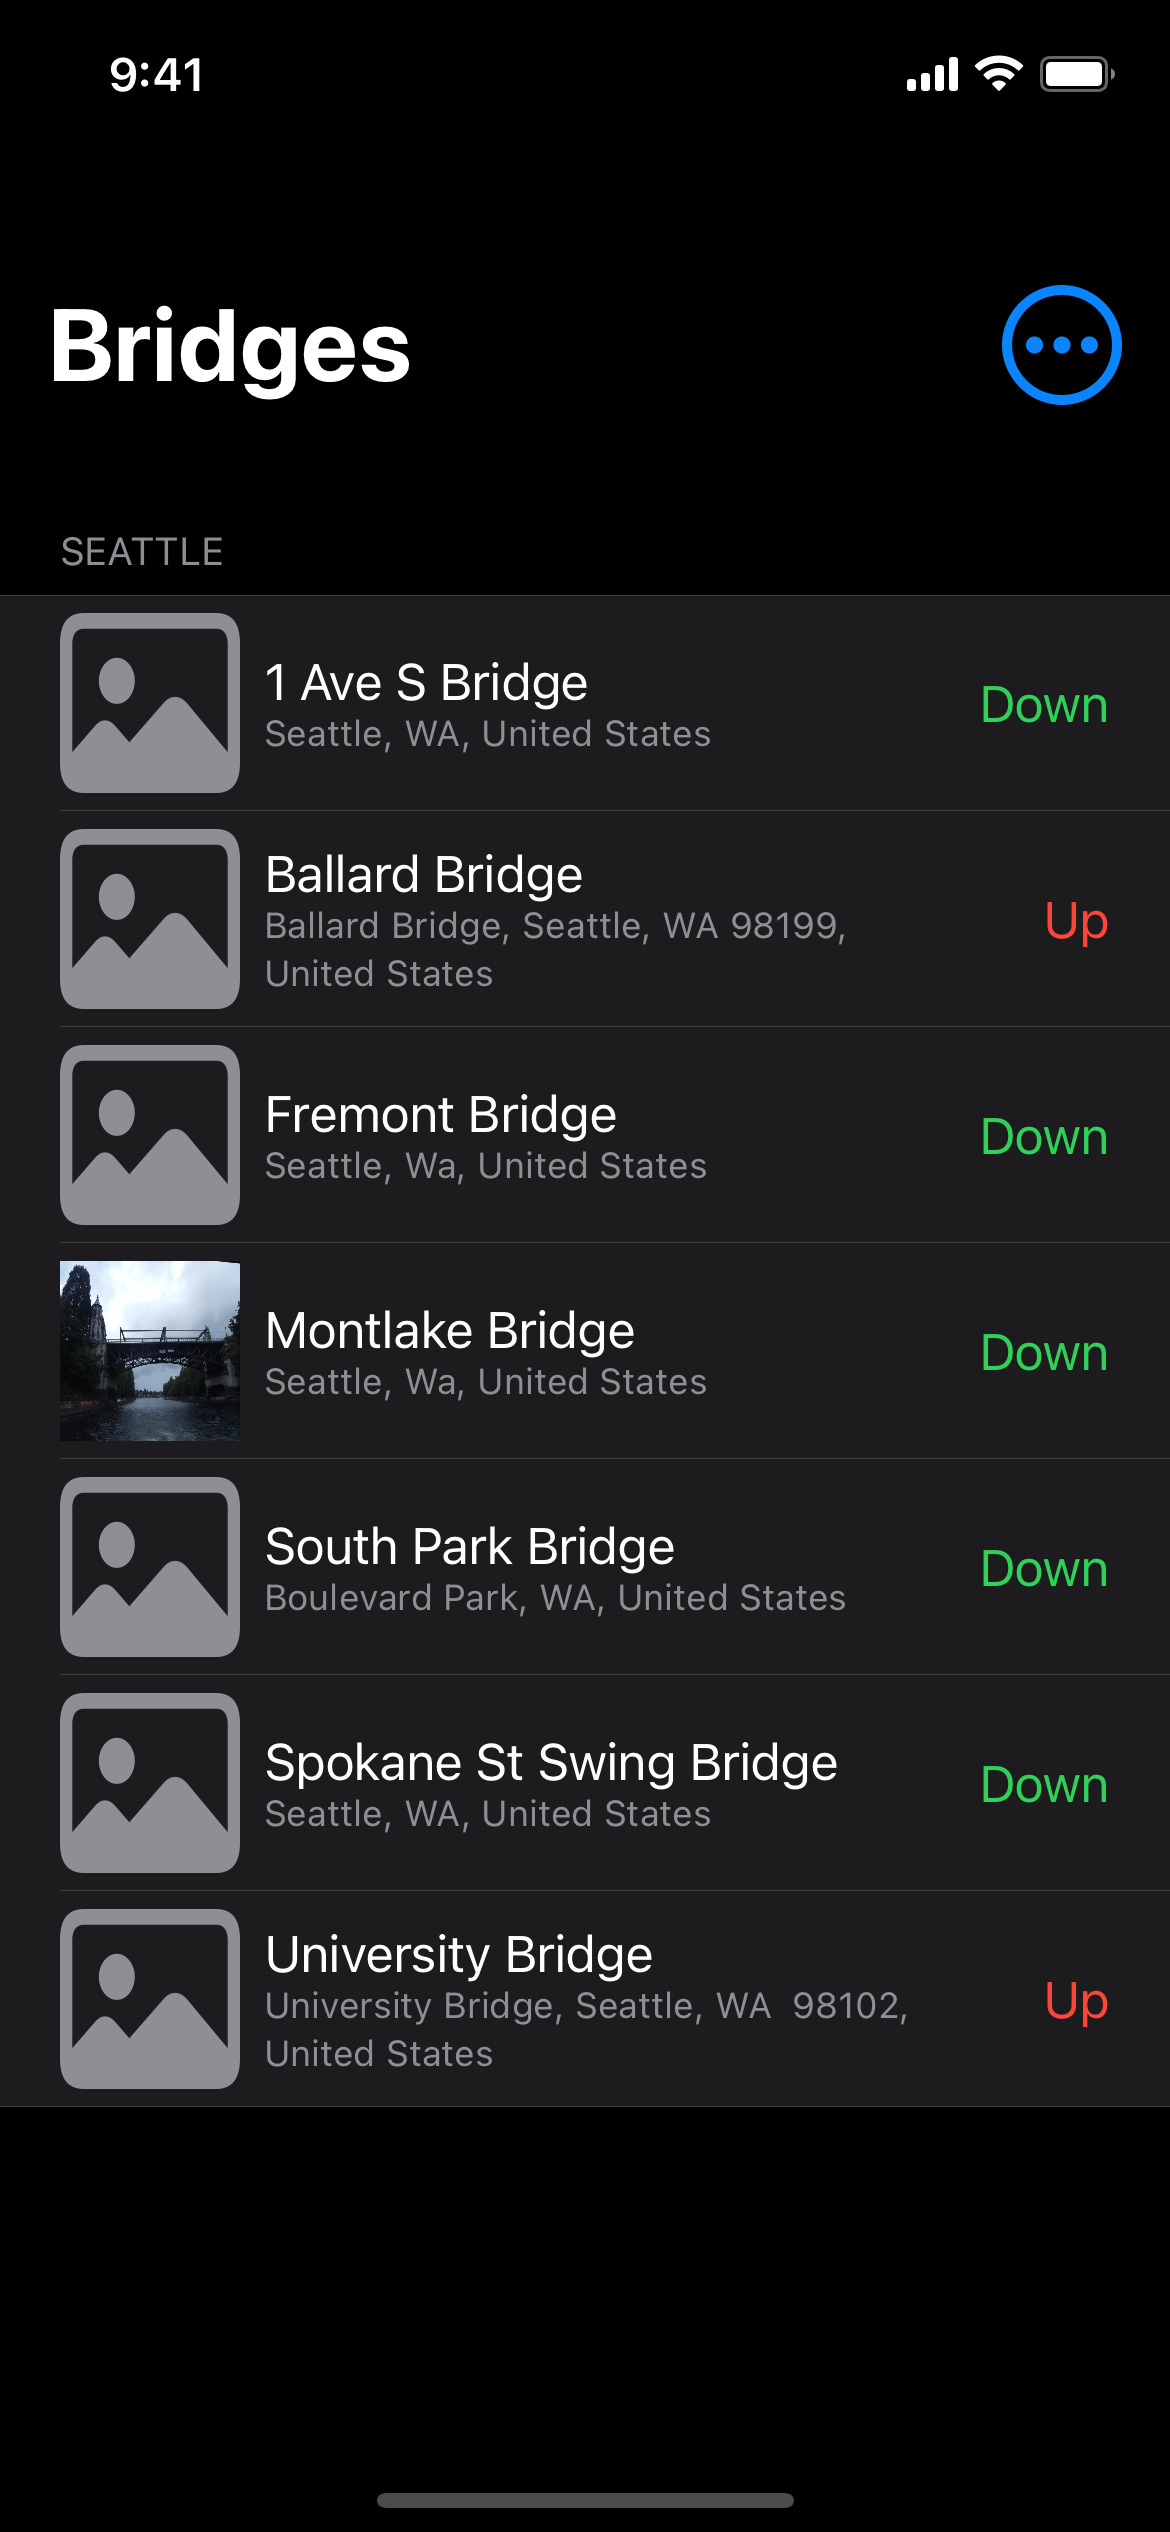 9:41
Bridges
SEATTLE
1 Ave S Bridge
Seattle, WA, United States
Down
Ballard Bridge
Ballard Bridge, Seattle, WA 98199,
United States
Up
Fremont Bridge
Seattle, Wa, United States
Down
Montlake Bridge
Seattle, Wa, United States
Down
South Park Bridge
Boulevard Park, WA, United States
Down
Spokane St Swing Bridge
Seattle, WA, United States
Down
University Bridge
University Bridge, Seattle, WA  98102,
United States
Up